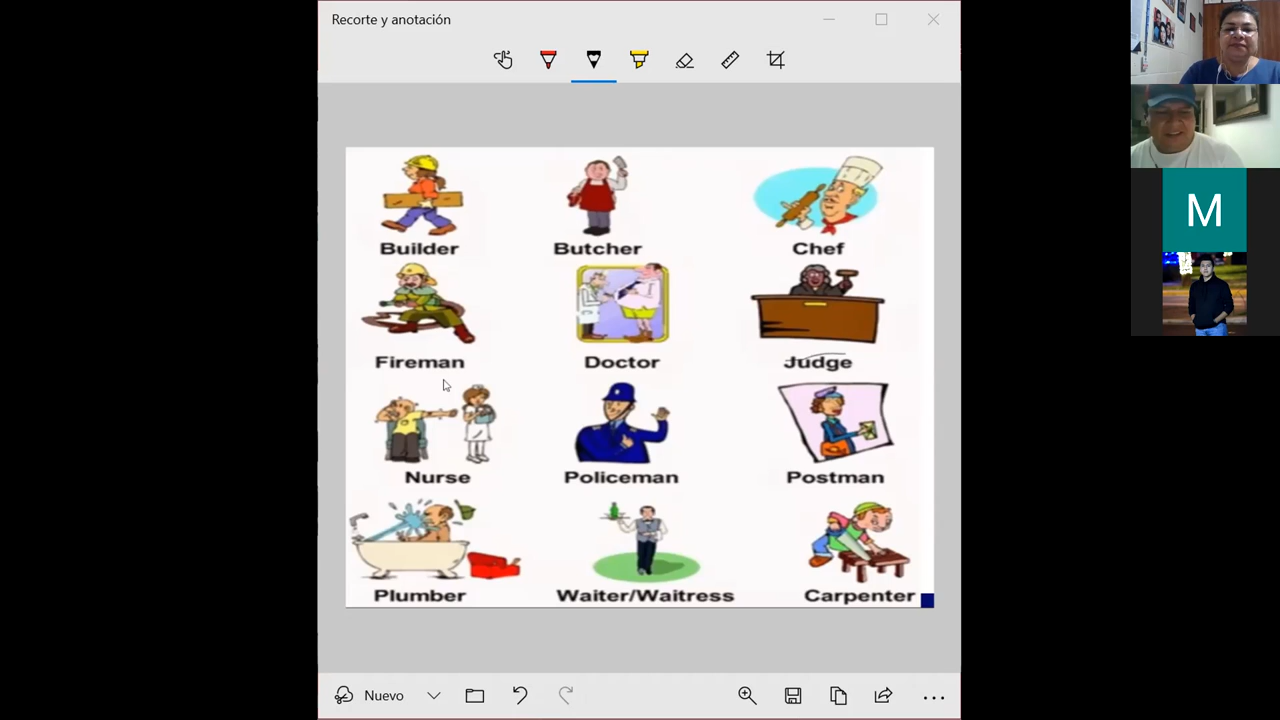 Recorte y anotación
Builder Butcher Chef
Fireman Doctor Judge
Nurse Policeman Postman
Plumber Waiter/Waitress Carpenter
Nuevo
M